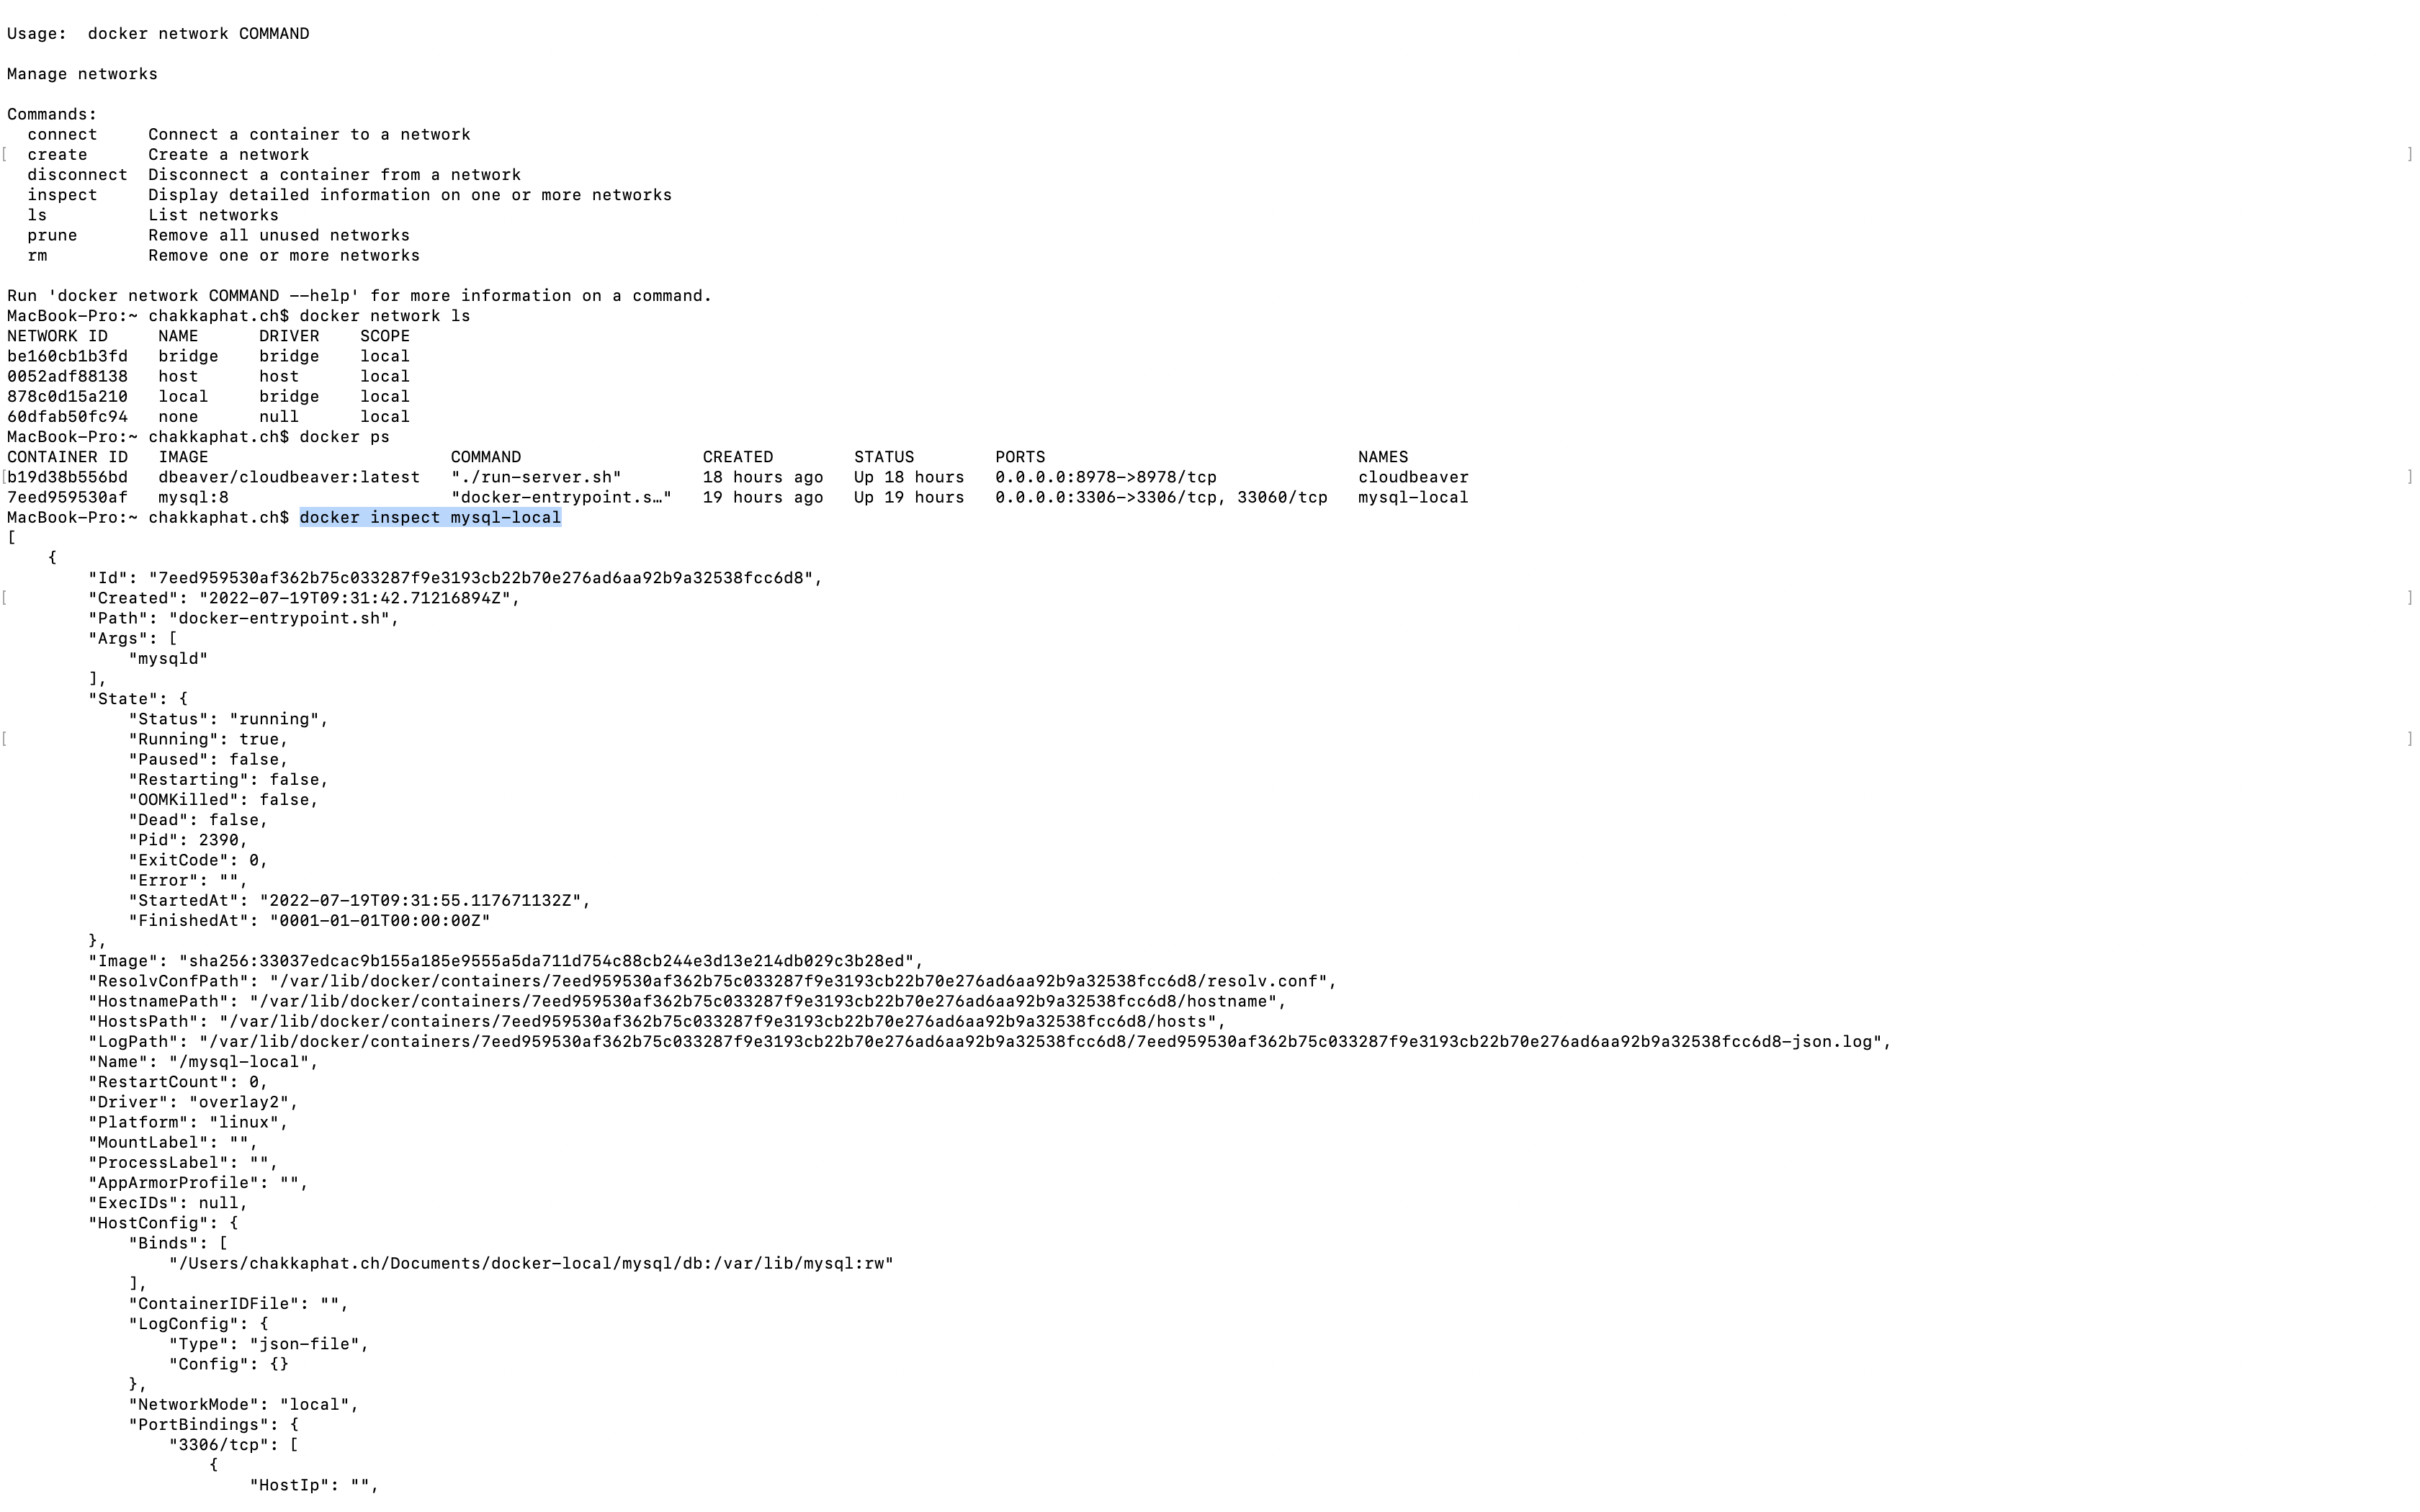 Usage:  docker network COMMAND
Manage networks
Commands:
  connect     Connect a container to a network
[ create      Create a network ]
  disconnect  Disconnect a container from a network
  inspect     Display detailed information on one or more networks
  ls          List networks
  prune       Remove all unused networks
  rm          Remove one or more networks
Run 'docker network COMMAND --help' for more information on a command.
MacBook-Pro:~ chakkaphat.ch$ docker network ls
NETWORK ID     NAME      DRIVER    SCOPE
be160cb1b3fd   bridge    bridge    local
0052adf88138   host      host      local
878c0d15a210   local     bridge    local
60dfab50fc94   none      null      local
MacBook-Pro:~ chakkaphat.ch$ docker ps
CONTAINER ID   IMAGE                       COMMAND                  CREATED        STATUS        PORTS                               NAMES
[b19d38b556bd   dbeaver/cloudbeaver:latest   "./run-server.sh"        18 hours ago   Up 18 hours   0.0.0.0:8978->8978/tcp              cloudbeaver ]
7eed959530af   mysql:8                      "docker-entrypoint.s…"   19 hours ago   Up 19 hours   0.0.0.0:3306->3306/tcp, 33060/tcp   mysql-local
MacBook-Pro:~ chakkaphat.ch$ docker inspect mysql-local
[
    {
        "Id": "7eed959530af362b75c033287f9e3193cb22b70e276ad6aa92b9a32538fcc6d8",
[        "Created": "2022-07-19T09:31:42.71216894Z", ]
        "Path": "docker-entrypoint.sh",
        "Args": [
            "mysqld"
        ],
        "State": {
            "Status": "running",
[            "Running": true, ]
            "Paused": false,
            "Restarting": false,
            "OOMKilled": false,
            "Dead": false,
            "Pid": 2390,
            "ExitCode": 0,
            "Error": "",
            "StartedAt": "2022-07-19T09:31:55.117671132Z",
            "FinishedAt": "0001-01-01T00:00:00Z"
        },
        "Image": "sha256:33037edcac9b155a185e9555a5da711d754c88cb244e3d13e214db029c3b28ed",
        "ResolvConfPath": "/var/lib/docker/containers/7eed959530af362b75c033287f9e3193cb22b70e276ad6aa92b9a32538fcc6d8/resolv.conf",
        "HostnamePath": "/var/lib/docker/containers/7eed959530af362b75c033287f9e3193cb22b70e276ad6aa92b9a32538fcc6d8/hostname",
        "HostsPath": "/var/lib/docker/containers/7eed959530af362b75c033287f9e3193cb22b70e276ad6aa92b9a32538fcc6d8/hosts",
        "LogPath": "/var/lib/docker/containers/7eed959530af362b75c033287f9e3193cb22b70e276ad6aa92b9a32538fcc6d8/7eed959530af362b75c033287f9e3193cb22b70e276ad6aa92b9a32538fcc6d8-json.log",
        "Name": "/mysql-local",
        "RestartCount": 0,
        "Driver": "overlay2",
        "Platform": "linux",
        "MountLabel": "",
        "ProcessLabel": "",
        "AppArmorProfile": "",
        "ExecIDs": null,
        "HostConfig": {
            "Binds": [
                "/Users/chakkaphat.ch/Documents/docker-local/mysql/db:/var/lib/mysql:rw"
            ],
            "ContainerIDFile": "",
            "LogConfig": {
                "Type": "json-file",
                "Config": {}
            },
            "NetworkMode": "local",
            "PortBindings": {
                "3306/tcp": [
                    {
                        "HostIp": "",